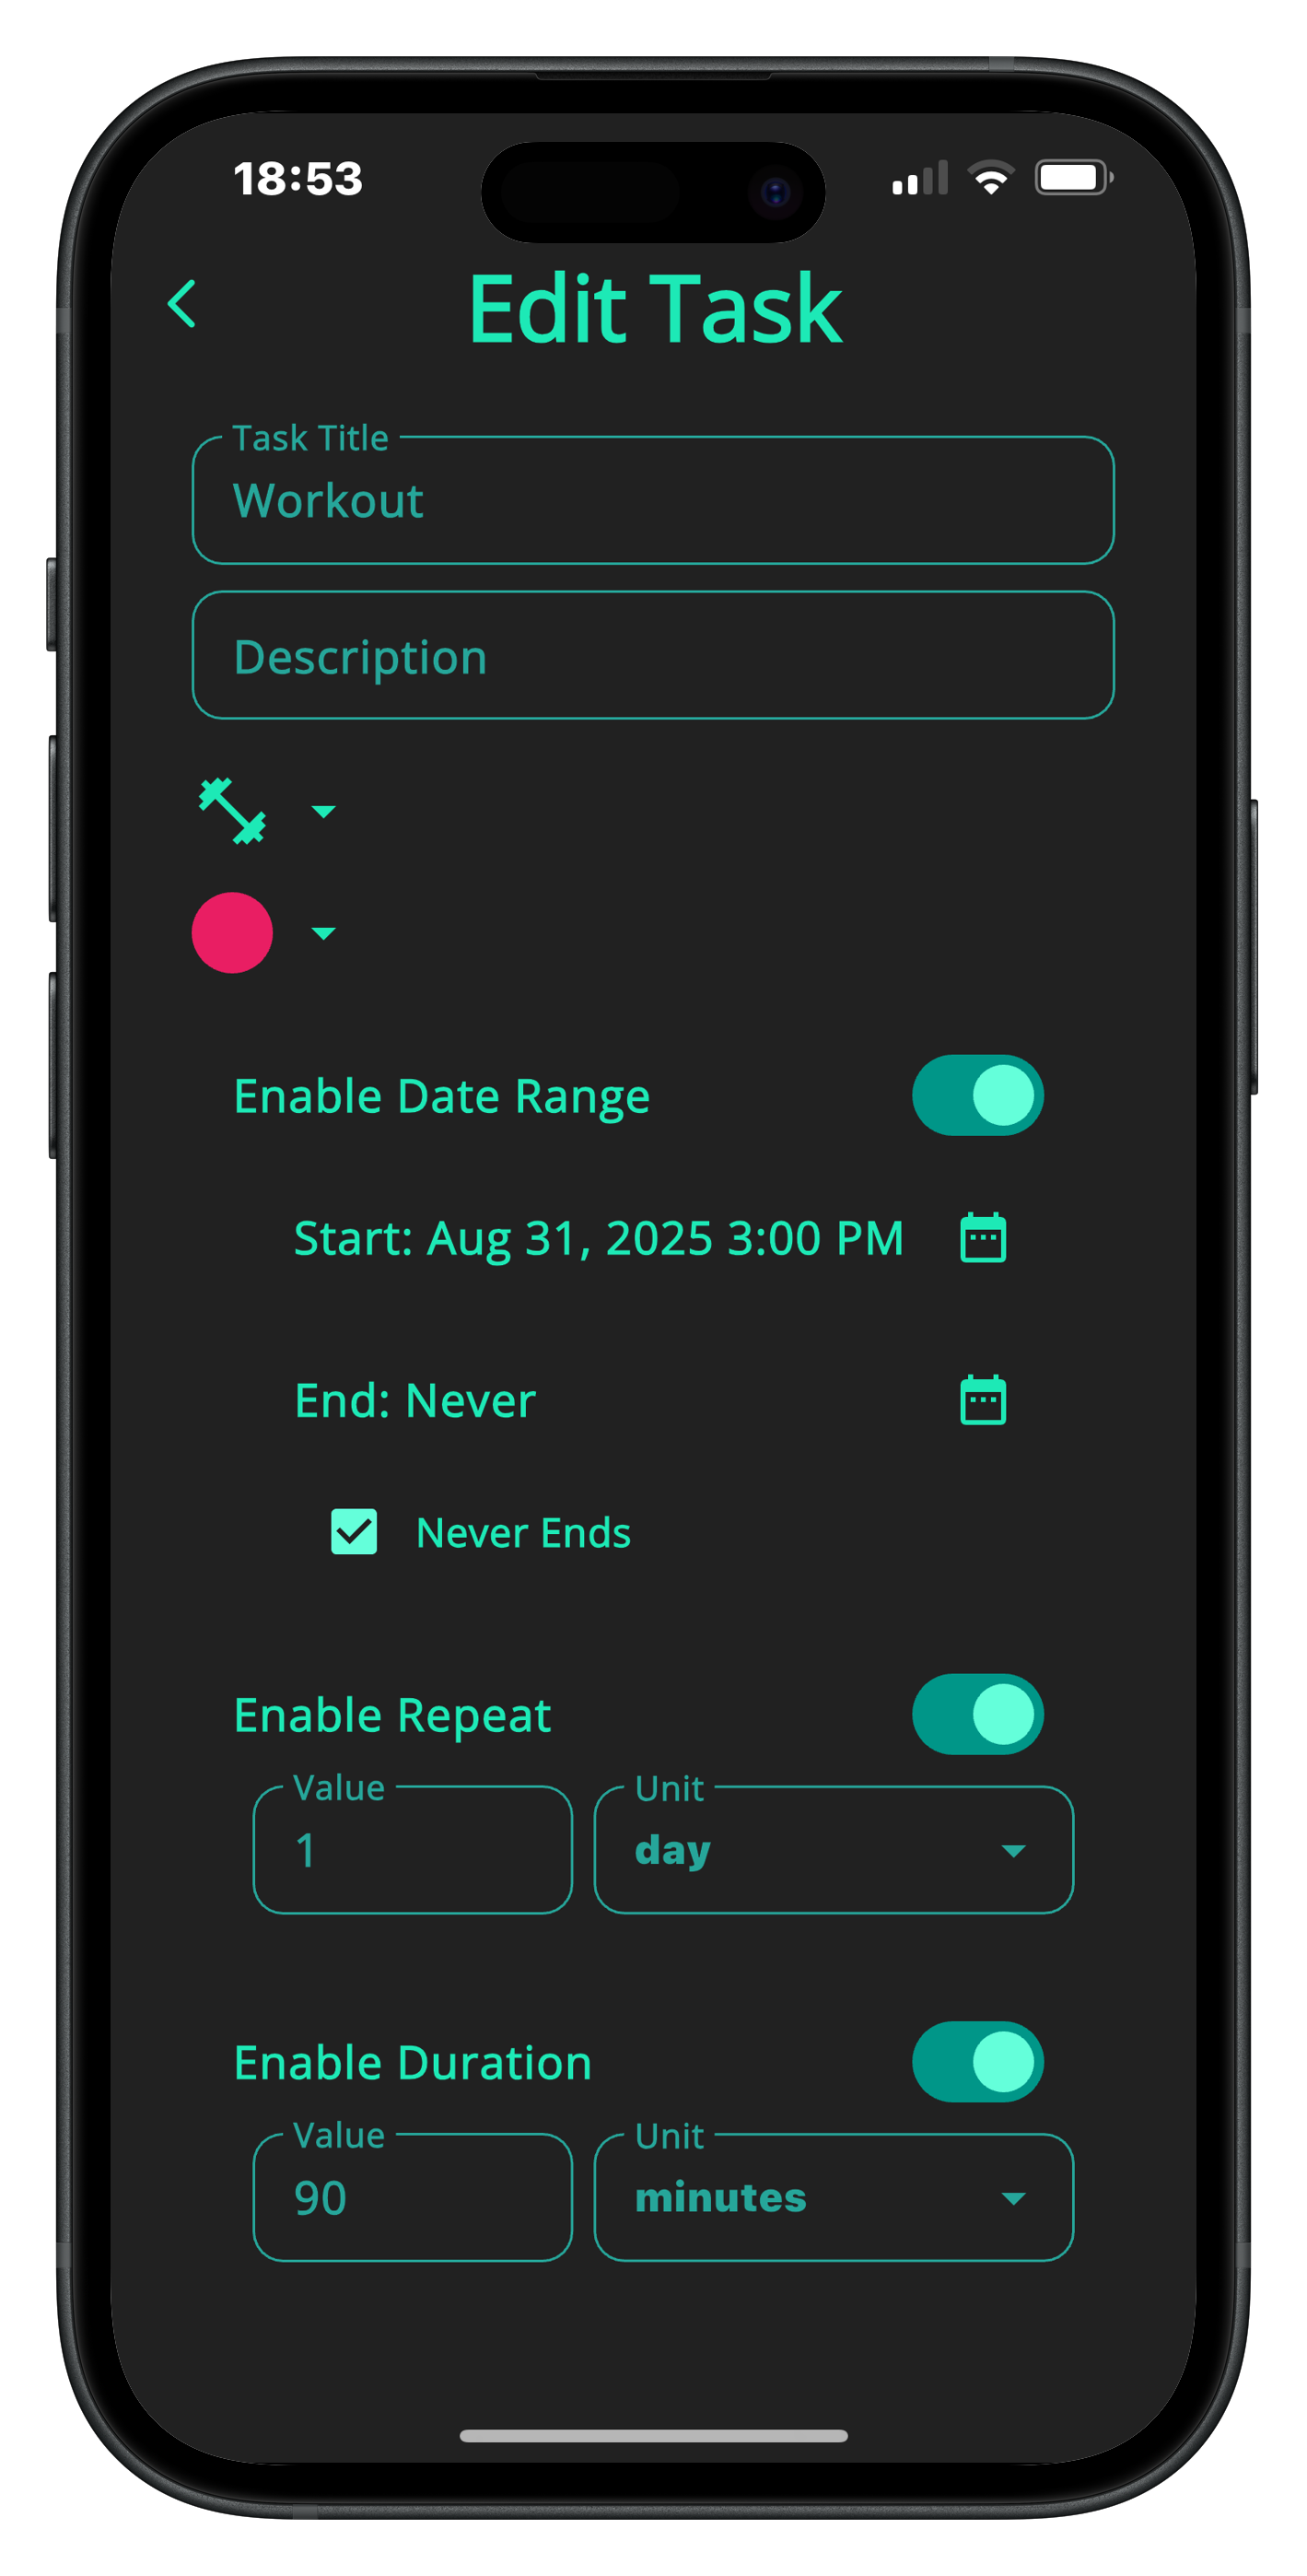 18:53
Edit Task
Task Title
Workout
Description
Enable Date Range
Start: Aug 31, 2025 3:00 PM
End: Never
Never Ends
Enable Repeat
Value Unit
1 day
Enable Duration
Value Unit
90 minutes